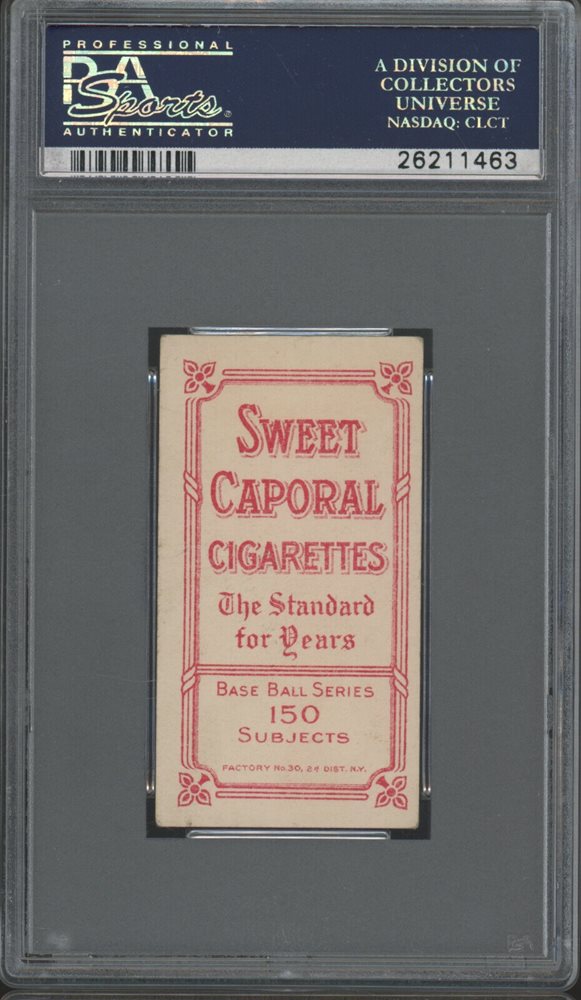 PROFESSIONAL
PSA
Sports
AUTHENTICATOR
A DIVISION OF
COLLECTORS
UNIVERSE
NASDAQ: CLCT
26211463
SWEET
CAPORAL
CIGARETTES
The Standard
for Years
BASE BALL SERIES
150
SUBJECTS
FACTORY No. 30, 2d DIST. N.Y.
PSA